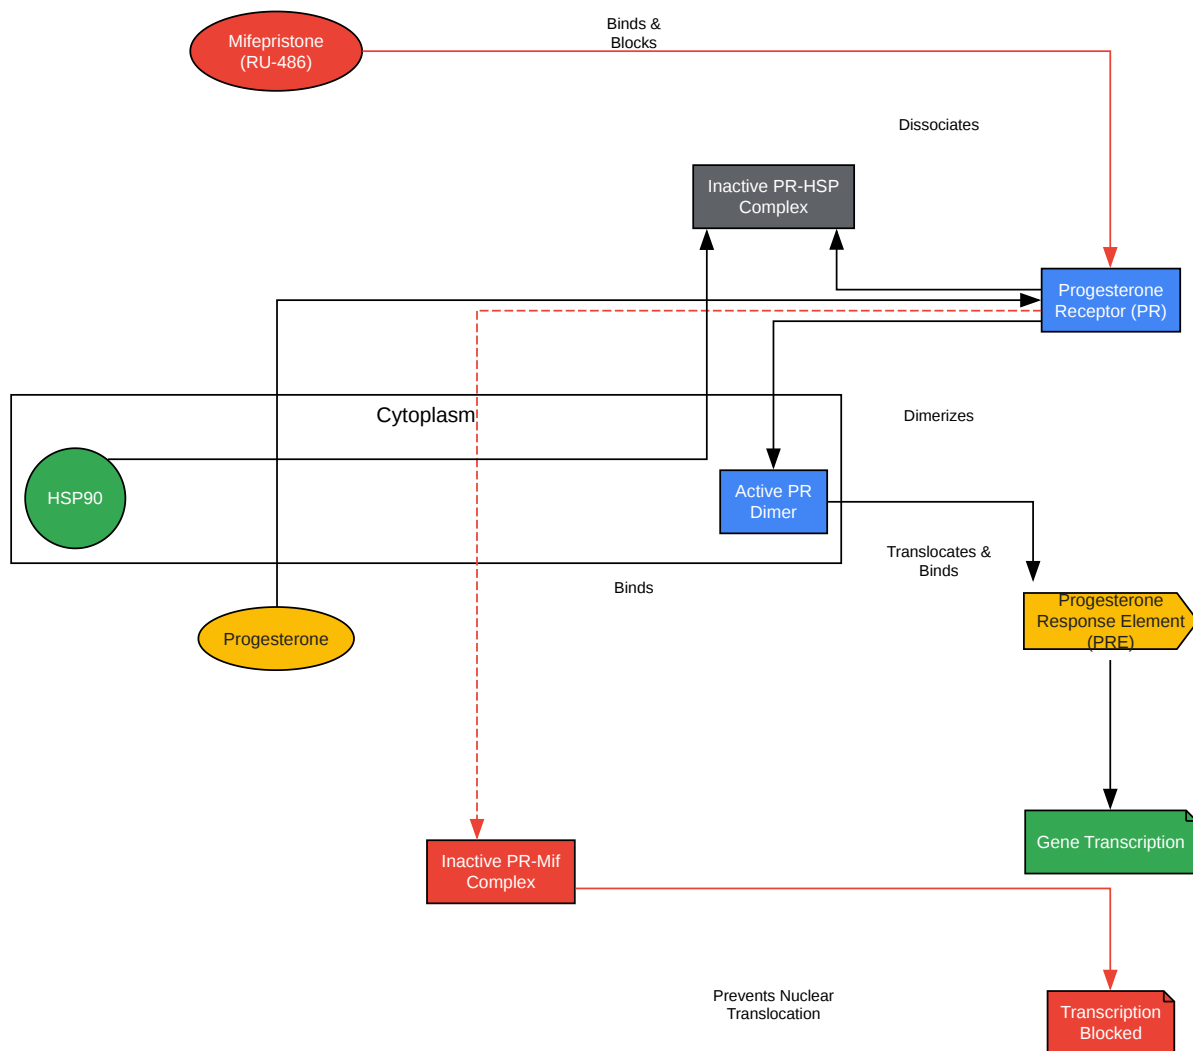 Binds &
Blocks
Mifepristone
(RU-486)
Dissociates
Inactive PR-HSP
Complex
Progesterone
Receptor (PR)
Cytoplasm
Dimerizes
HSP90
Active PR
Dimer
Translocates &
Binds
Binds
Progesterone
Response Element
(PRE)
Progesterone
Gene Transcription
Inactive PR-Mif
Complex
Prevents Nuclear
Translocation
Transcription
Blocked